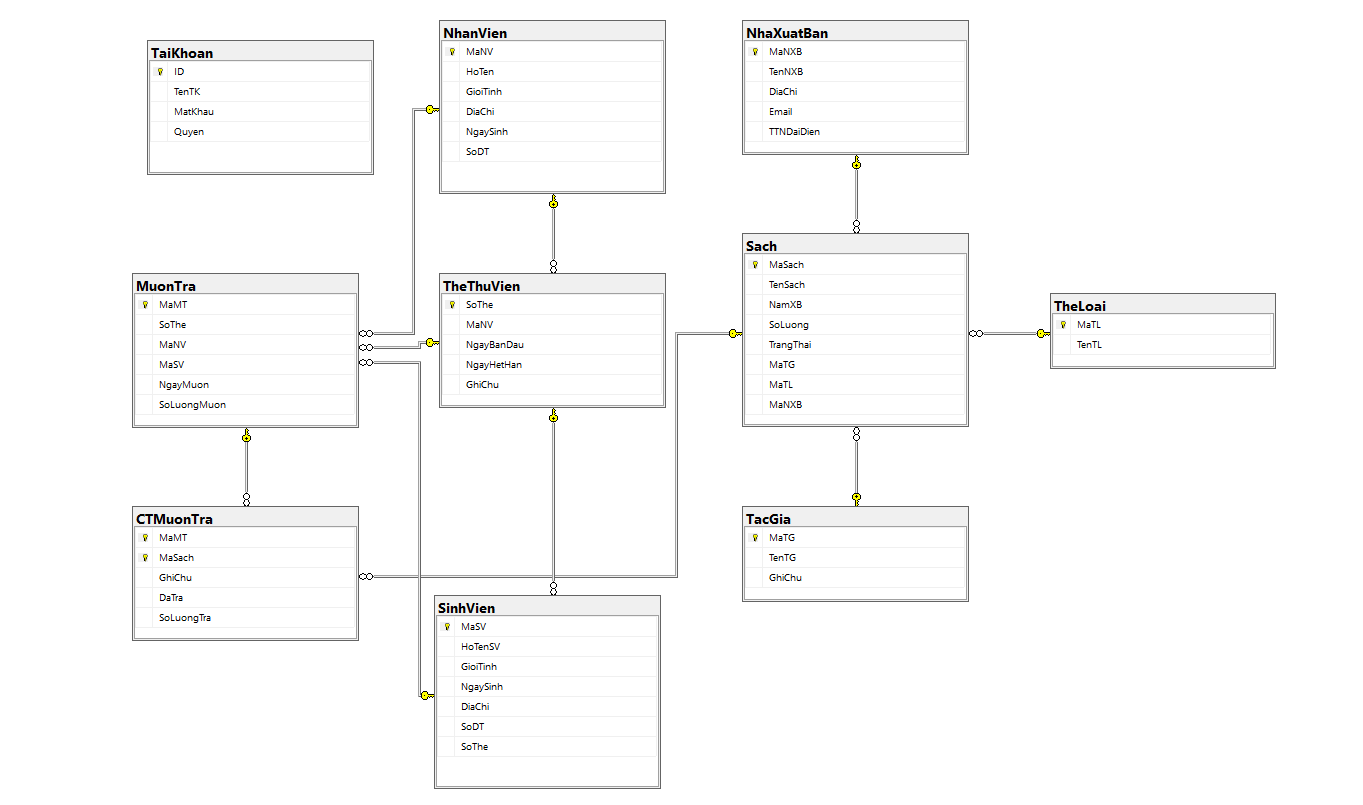 TaiKhoan
ID
TenTK
MatKhau
Quyen
NhanVien
MaNV
HoTen
GioiTinh
DiaChi
NgaySinh
SoDT
NhaXuatBan
MaNXB
TenNXB
DiaChi
Email
TTNDaiDien
MuonTra
MaMT
SoThe
MaNV
MaSV
NgayMuon
SoLuongMuon
TheThuVien
SoThe
MaNV
NgayBanDau
NgayHetHan
GhiChu
Sach
MaSach
TenSach
NamXB
SoLuong
TrangThai
MaTG
MaTL
MaNXB
TheLoai
MaTL
TenTL
CTMuonTra
MaMT
MaSach
GhiChu
DaTra
SoLuongTra
SinhVien
MaSV
HoTenSV
GioiTinh
NgaySinh
DiaChi
SoDT
SoThe
TacGia
MaTG
TenTG
GhiChu